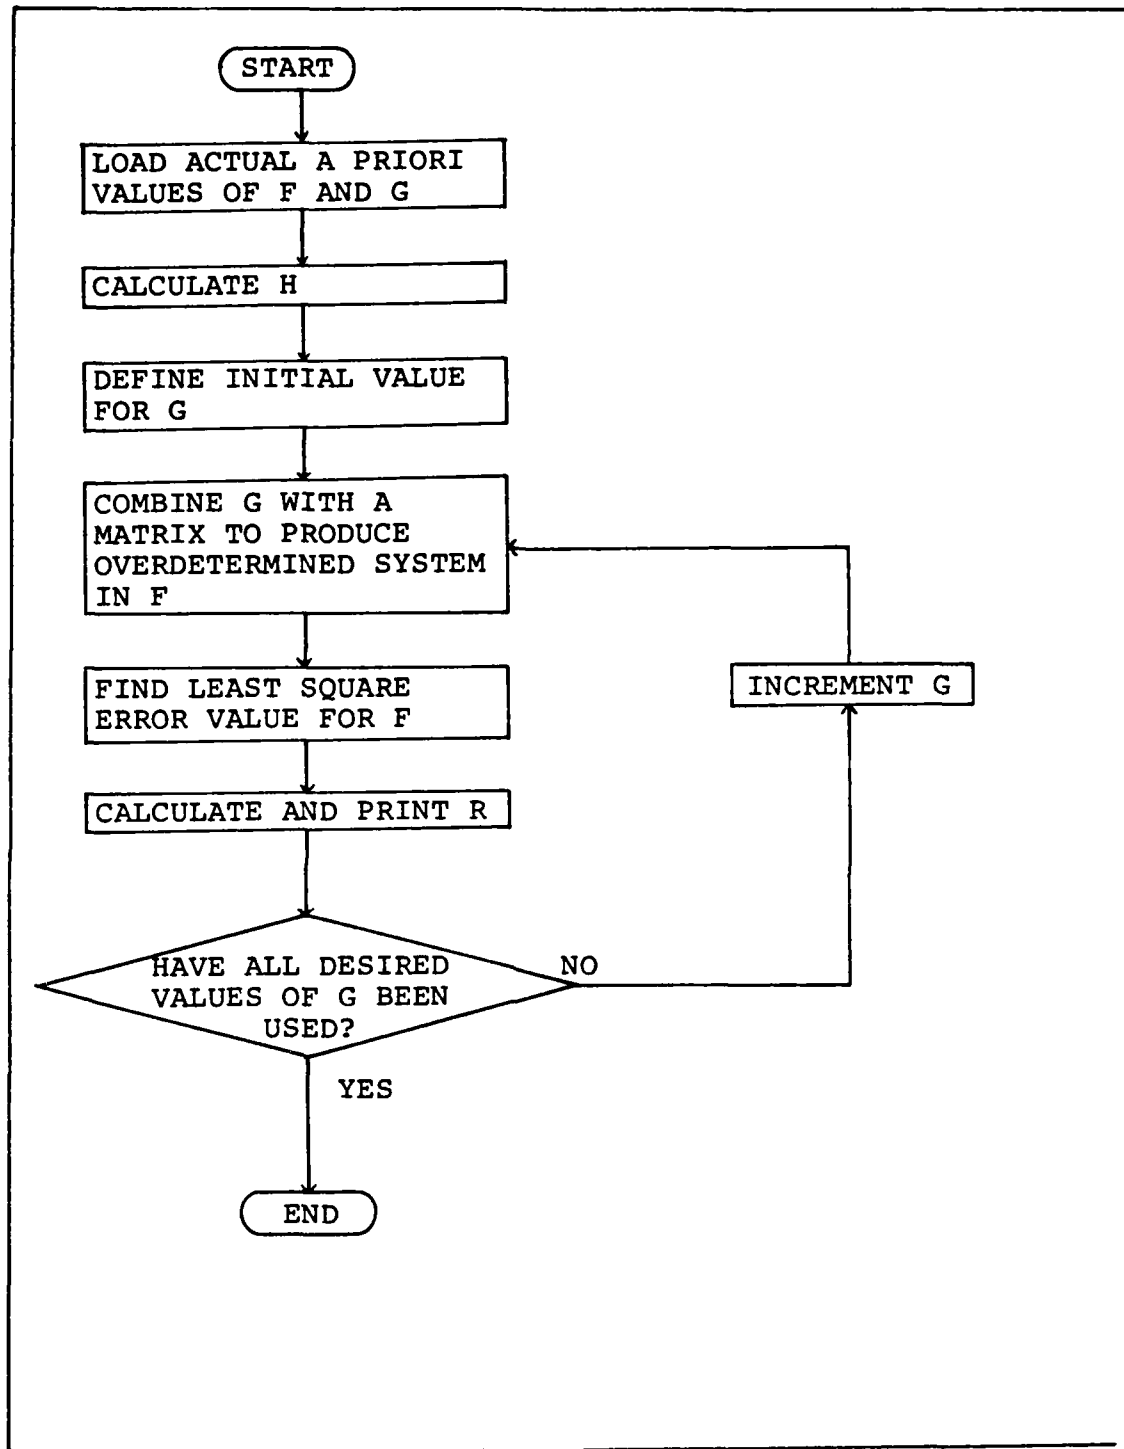 START
LOAD ACTUAL A PRIORI
VALUES OF F AND G
CALCULATE H
DEFINE INITIAL VALUE
FOR G
COMBINE G WITH A
MATRIX TO PRODUCE
OVERDETERMINED SYSTEM
IN F
FIND LEAST SQUARE
ERROR VALUE FOR F
INCREMENT G
CALCULATE AND PRINT R
HAVE ALL DESIRED
VALUES OF G BEEN
USED?
NO
YES
END